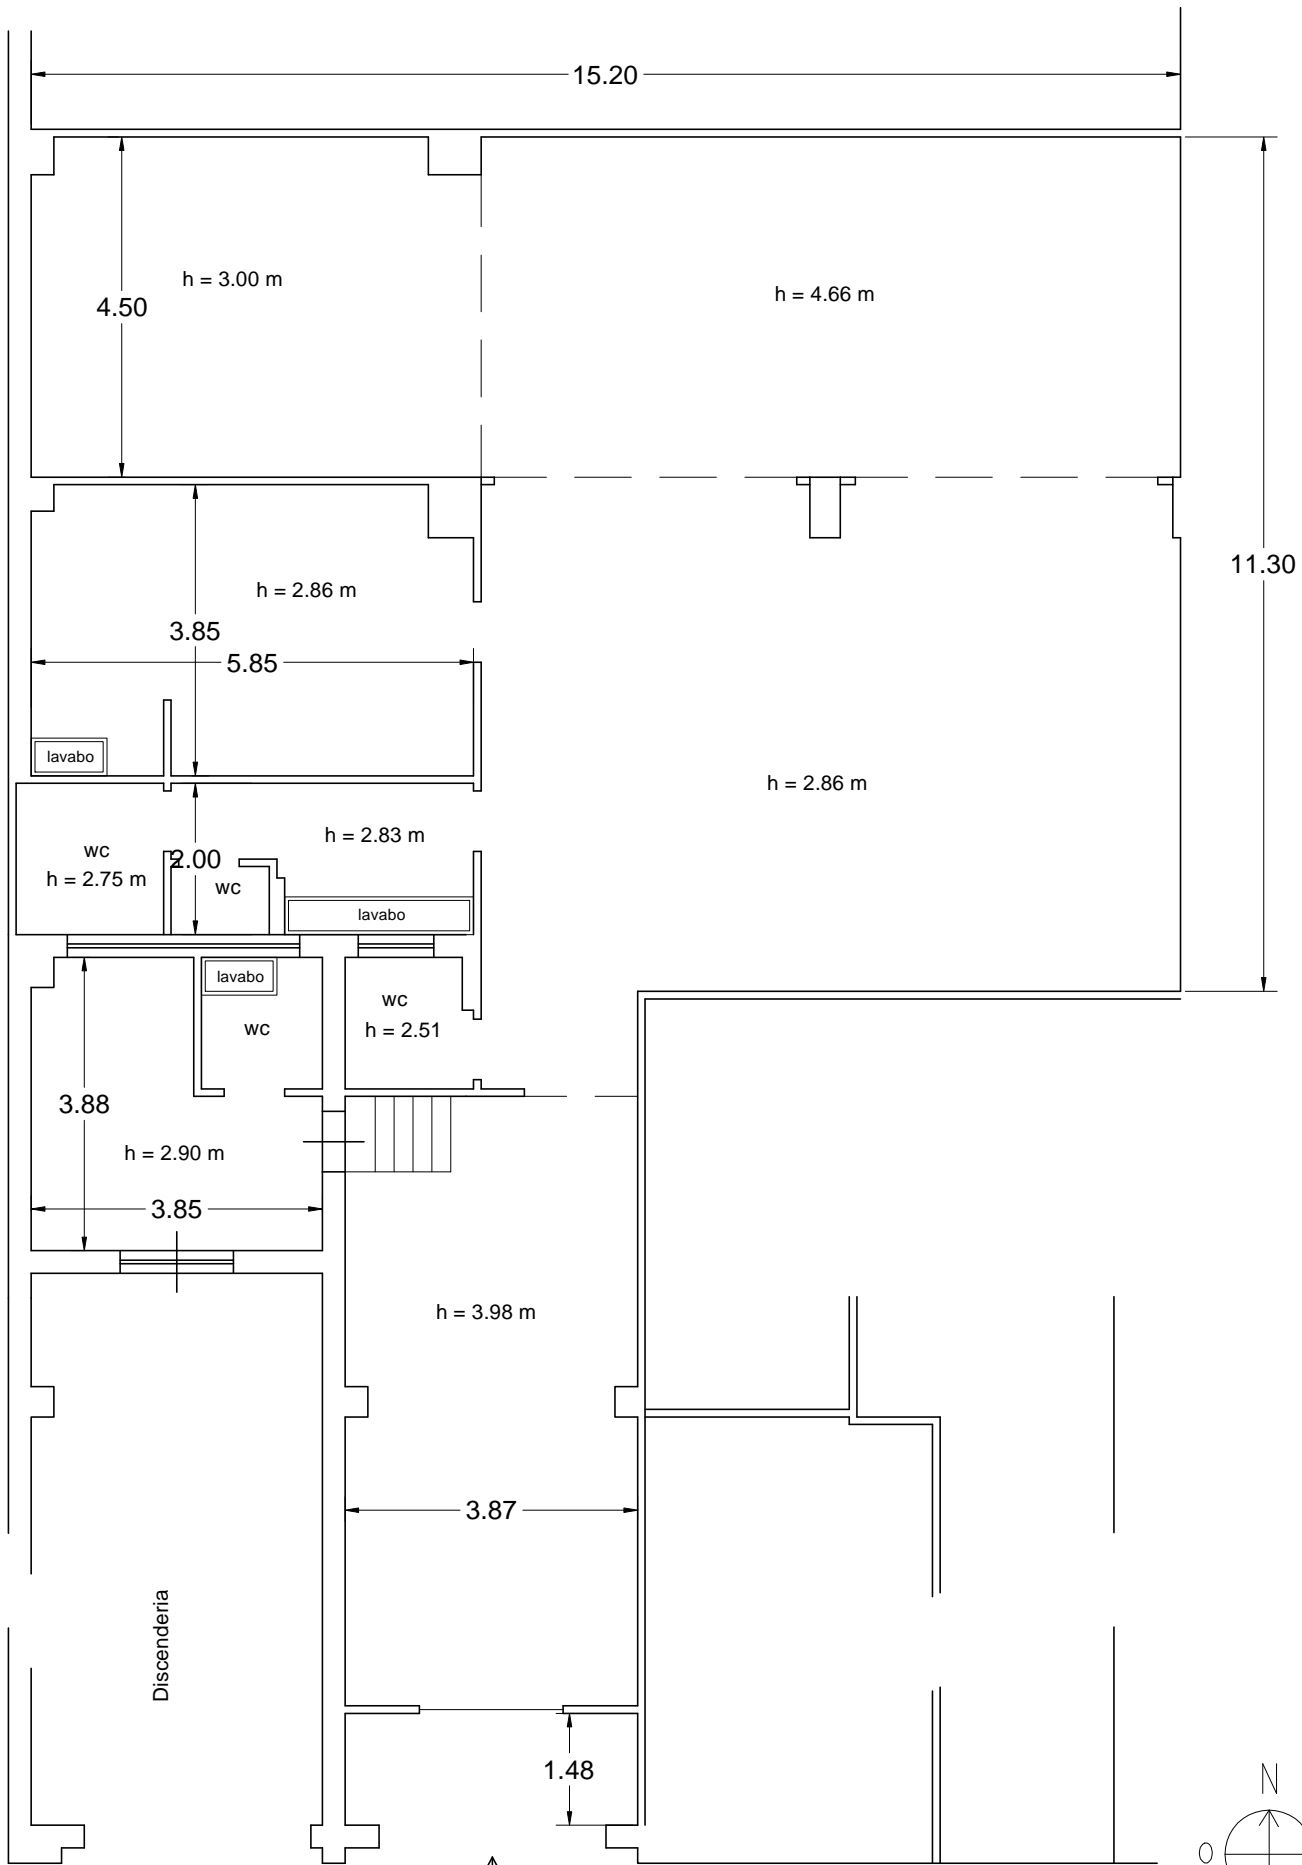 15.20
h = 3.00 m
4.50
h = 4.66 m
11.30
h = 2.86 m
3.85
5.85
lavabo
h = 2.86 m
h = 2.83 m
wc
h = 2.75 m
2.00
wc
lavabo
lavabo
wc
h = 2.51
wc
3.88
h = 2.90 m
3.85
h = 3.98 m
3.87
Discenderia
1.48
N
O